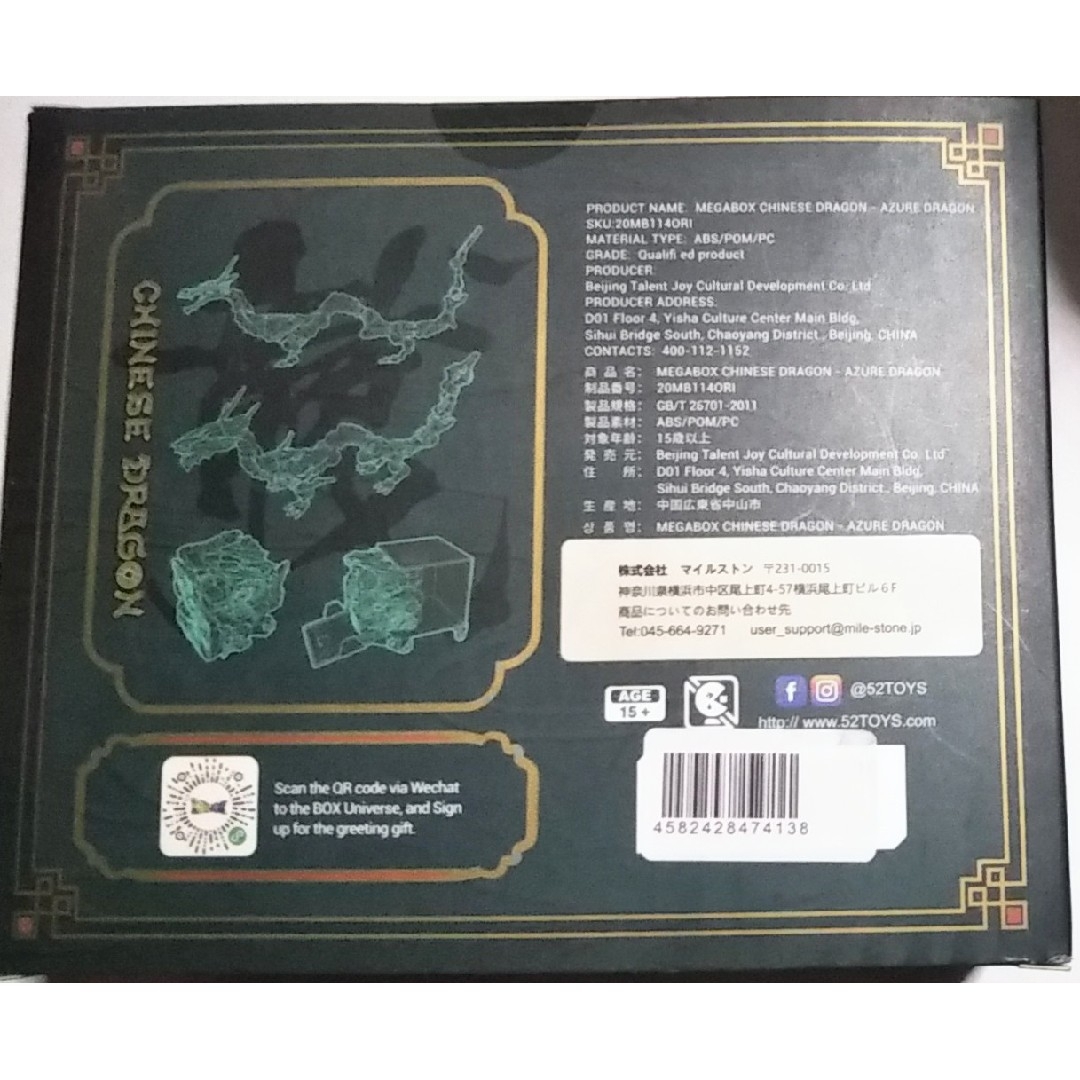 CHINESE DRAGON
PRODUCT NAME: MEGABOX CHINESE DRAGON – AZURE DRAGON
SKU:20MB114ORI
MATERIAL TYPE: ABS/POM/PC
GRADE: Qualifi ed product
PRODUCER:
Beijing Talent Joy Cultural Development Co. Ltd
PRODUCER ADDRESS:
D01 Floor 4, Yisha Culture Center Main Bldg,
Sihui Bridge South, Chaoyang District., Beijing, CHINA
CONTACTS: 400-112-1152
商 品 名: MEGABOX CHINESE DRAGON – AZURE DRAGON
制品番号: 20MB114ORI
製品規格: GB/T 26701-2011
製品素材: ABS/POM/PC
対象年齢: 15歳以上
発 売 元: Beijing Talent Joy Cultural Development Co. Ltd
住 所: D01 Floor 4, Yisha Culture Center Main Bldg,
Sihui Bridge South, Chaoyang District., Beijing, CHINA
生 産 地: 中国広東省中山市
상 품 명: MEGABOX CHINESE DRAGON – AZURE DRAGON
株式会社 マイルストン 〒231-0015
神奈川県横浜市中区尾上町4-57横浜尾上町ビル6F
商品についてのお問い合わせ先
Tel:045-664-9271 user_support@mile-stone.jp
AGE
15 +
@52TOYS
http:// www.52TOYS.com
Scan the QR code via Wechat
to the BOX Universe, and Sign
up for the greeting gift.
4582428474138